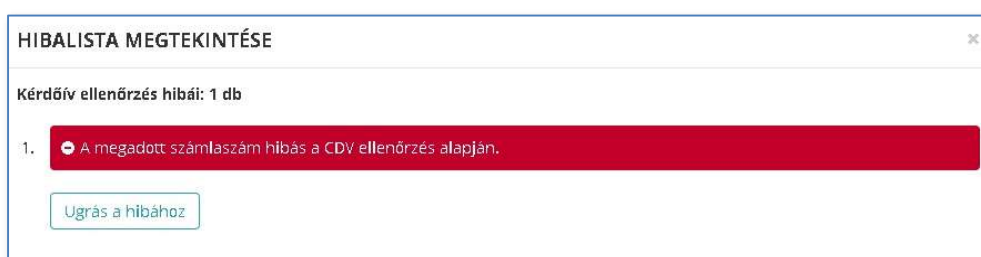 HIBALISTA MEGTEKINTÉSE
Kérdőív ellenőrzés hibái: 1 db
1. A megadott számlaszám hibás a CDV ellenőrzés alapján.
Ugrás a hibához